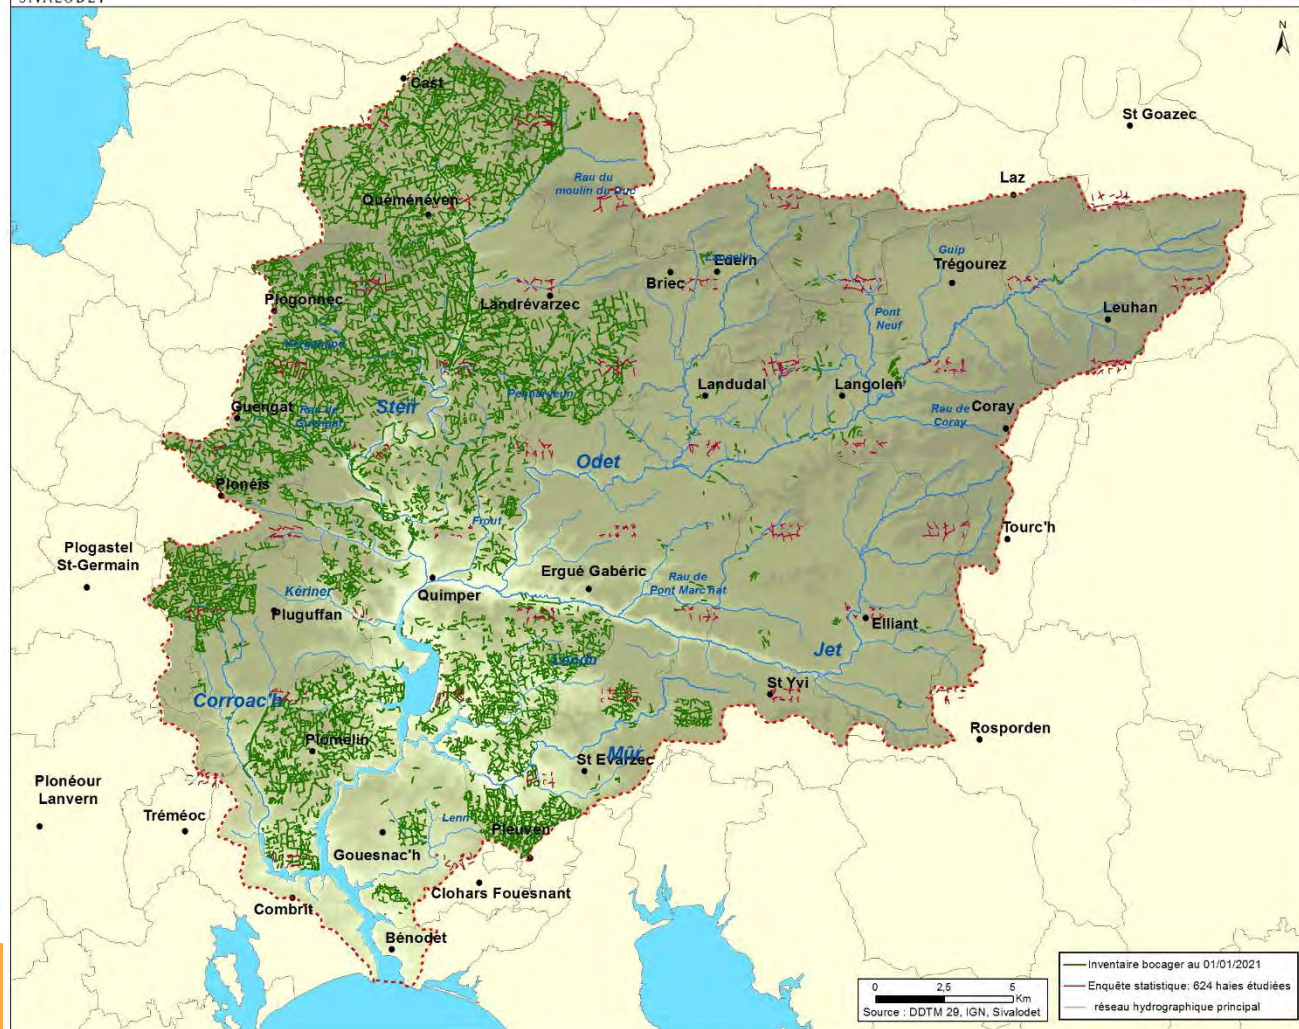 SIVALODET
N
Cast
St Goazec
Rau du
moulin du Duc
Laz
Quéménéven
Guip
Trégourez
Edern
Briec
Plogonnec
Landrévarzec
Leuhan
Pont
Neuf
Landudal
Langolen
Guengat
Steïr
Rau de
Coray
Coray
Odet
Plonéis
Frout
Tourc'h
Plogastel
St-Germain
Ergué Gabéric
Rau de
Pont Marc'hat
Quimper
Kériner
Pluguffan
Elliant
Jet
St Yvi
Corroac'h
Rosporden
Plomelin
Mûr
St Evarzec
Plonéour
Lanvern
Tréméoc
Lenn
Pleuven
Gouesnac'h
Clohars Fouesnant
Combrit
Bénodet
0 2,5 5
Km
Source : DDTM 29, IGN, Sivalodet
Inventaire bocager au 01/01/2021
Enquête statistique: 624 haies étudiées
réseau hydrographique principal